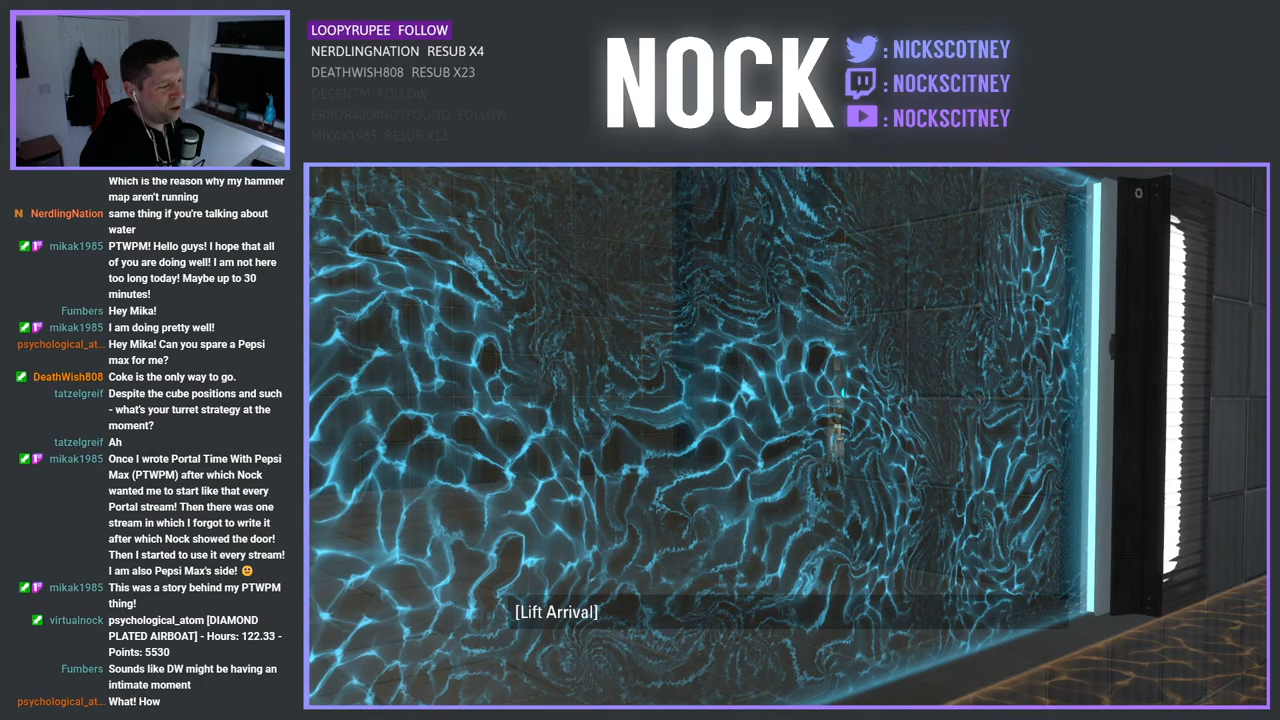 LOOPYRUPEE FOLLOW
NERDLINGNATION RESUB X4
DEATHWISH808 RESUB X23
DECENTM FOLLOW
ERROR4004NOTFOUND FOLLOW
MIKAK1985 RESUB X13
NOCK
: NICKSCOTNEY
: NOCKSCITNEY
: NOCKSCITNEY
Which is the reason why my hammer
map aren't running
NerdlingNation same thing if you're talking about
water
mikak1985 PTWPM! Hello guys! I hope that all
of you are doing well! I am not here
too long today! Maybe up to 30
minutes!
Fumbers Hey Mika!
mikak1985 I am doing pretty well!
psychological_at... Hey Mika! Can you spare a Pepsi
max for me?
DeathWish808 Coke is the only way to go.
tatzelgreif Despite the cube positions and such
- what's your turret strategy at the
moment?
tatzelgreif Ah
mikak1985 Once I wrote Portal Time With Pepsi
Max (PTWPM) after which Nock
wanted me to start like that every
Portal stream! Then there was one
stream in which I forgot to write it
after which Nock showed the door!
Then I started to use it every stream!
I am also Pepsi Max's side!
mikak1985 This was a story behind my PTWPM
thing!
virtualnock psychological_atom [DIAMOND
PLATED AIRBOAT] - Hours: 122.33 -
Points: 5530
Fumbers Sounds like DW might be having an
intimate moment
psychological_at... What! How
[Lift Arrival]